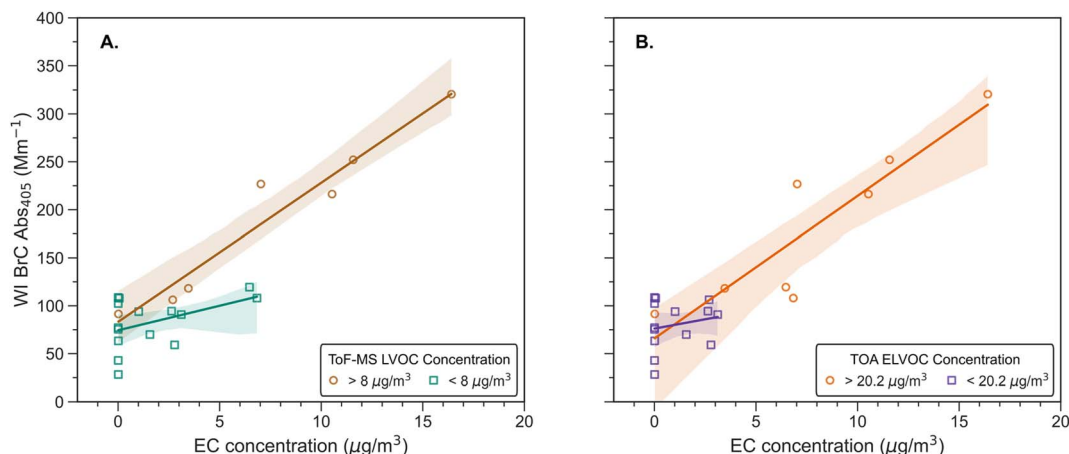 A.
WI BrC Abs₄₀₅ (Mm⁻¹)
400
350
300
250
200
150
100
50
0
0 5 10 15 20
EC concentration (μg/m³)
ToF-MS LVOC Concentration
> 8 μg/m³ < 8 μg/m³
B.
0 5 10 15 20
EC concentration (μg/m³)
TOA ELVOC Concentration
> 20.2 μg/m³ < 20.2 μg/m³